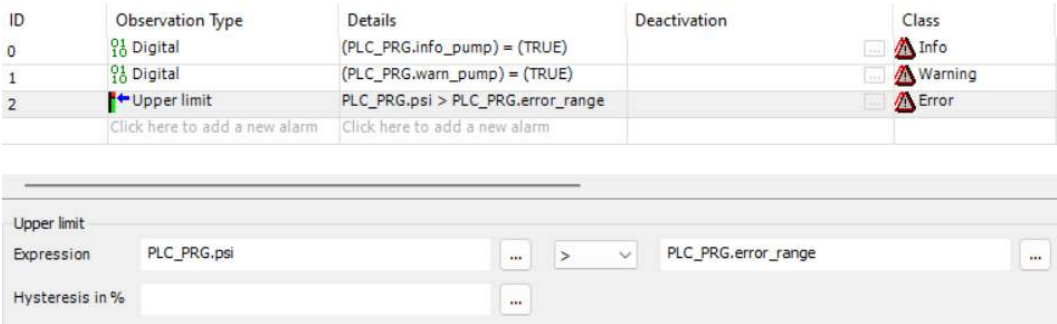 ID Observation Type Details Deactivation Class
0 Digital (PLC_PRG.info_pump) = (TRUE) ... Info
1 Digital (PLC_PRG.warn_pump) = (TRUE) ... Warning
2 Upper limit PLC_PRG.psi > PLC_PRG.error_range ... Error
Click here to add a new alarm Click here to add a new alarm
Upper limit
Expression PLC_PRG.psi ... > PLC_PRG.error_range ...
Hysteresis in % ...